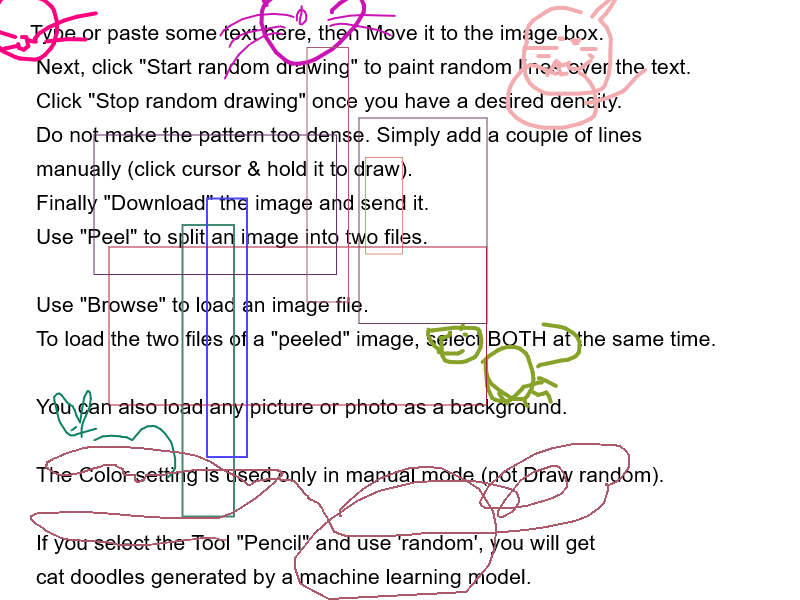 Type or paste some text here, then Move it to the image box.
Next, click "Start random drawing" to paint random lines over the text.
Click "Stop random drawing" once you have a desired density.
Do not make the pattern too dense. Simply add a couple of lines
manually (click cursor & hold it to draw).
Finally "Download" the image and send it.
Use "Peel" to split an image into two files.
Use "Browse" to load an image file.
To load the two files of a "peeled" image, select BOTH at the same time.
You can also load any picture or photo as a background.
The Color setting is used only in manual mode (not Draw random).
If you select the Tool "Pencil" and use 'random', you will get
cat doodles generated by a machine learning model.